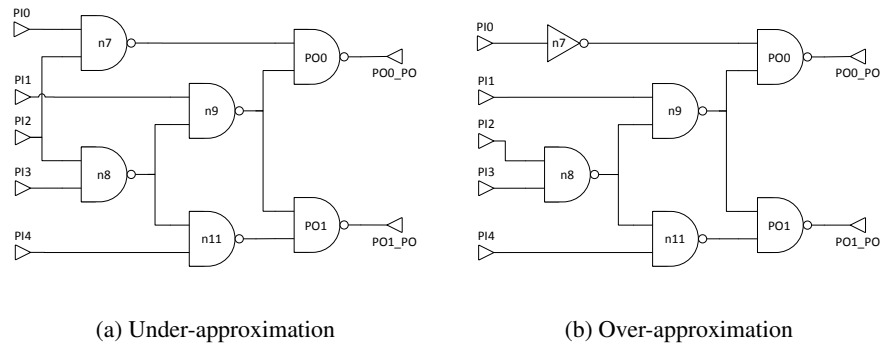 PI0
n7
PO0
PO0_PO
PI1
n9
PI2
n8
PI3
PO1
PO1_PO
PI4
n11
(a) Under-approximation
PI0
n7
PO0
PO0_PO
PI1
n9
PI2
n8
PI3
PO1
PO1_PO
PI4
n11
(b) Over-approximation